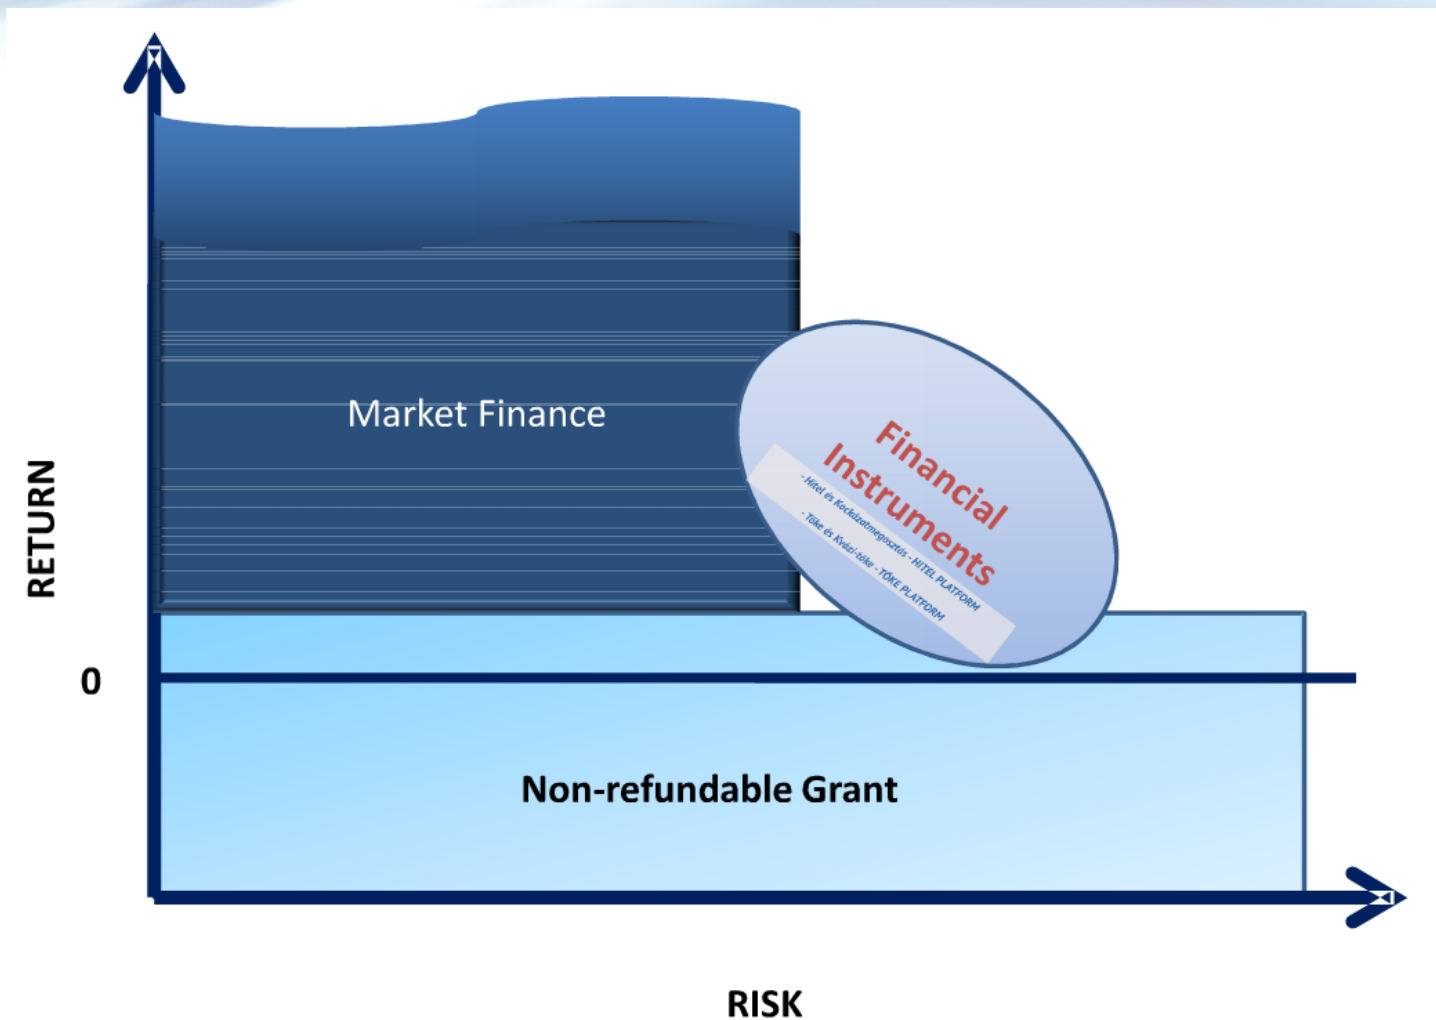 Market Finance
Financial
Instruments
- Hitel és Kockázatmegosztás - HITEL PLATFORM
- Tőke és Kvázi-tőke - TŐKE PLATFORM
RETURN
0
Non-refundable Grant
RISK